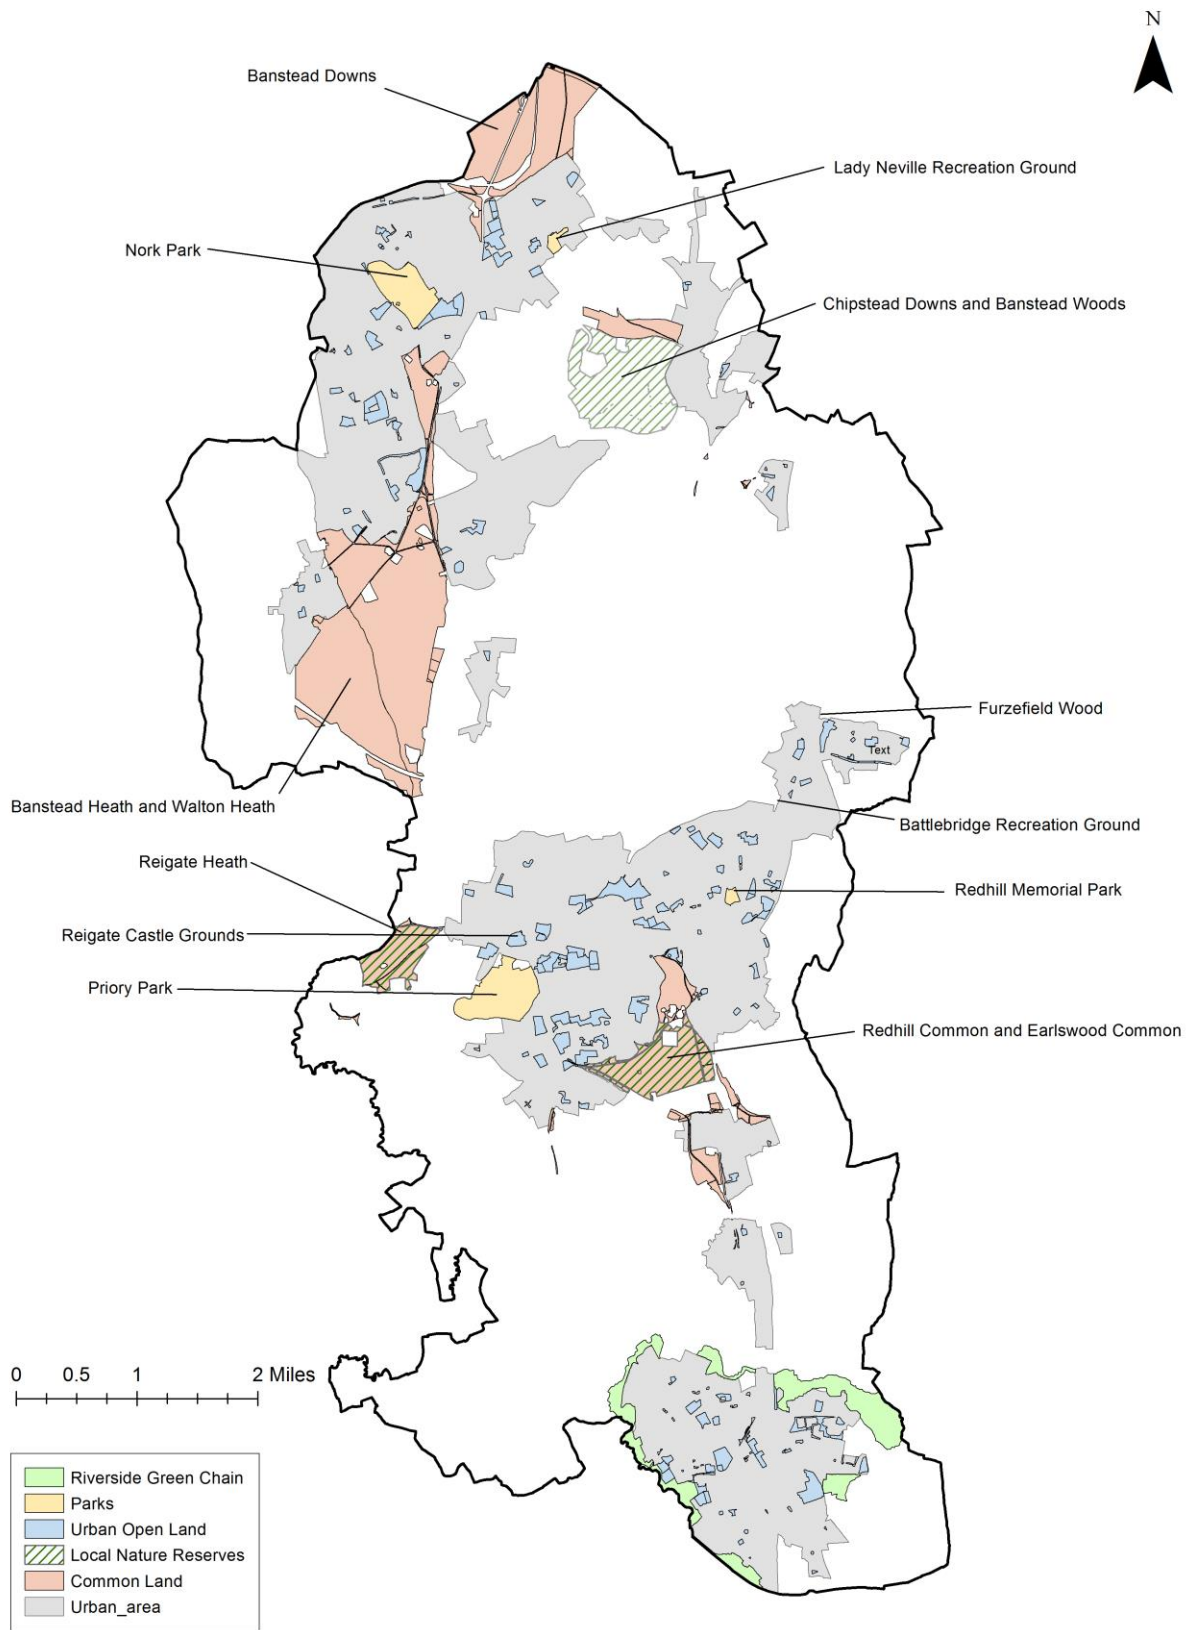 N
Banstead Downs
Lady Neville Recreation Ground
Nork Park
Chipstead Downs and Banstead Woods
Furzefield Wood
Text
Banstead Heath and Walton Heath
Battlebridge Recreation Ground
Reigate Heath
Redhill Memorial Park
Reigate Castle Grounds
Priory Park
Redhill Common and Earlswood Common
0 0.5 1 2 Miles
Riverside Green Chain
Parks
Urban Open Land
Local Nature Reserves
Common Land
Urban_area